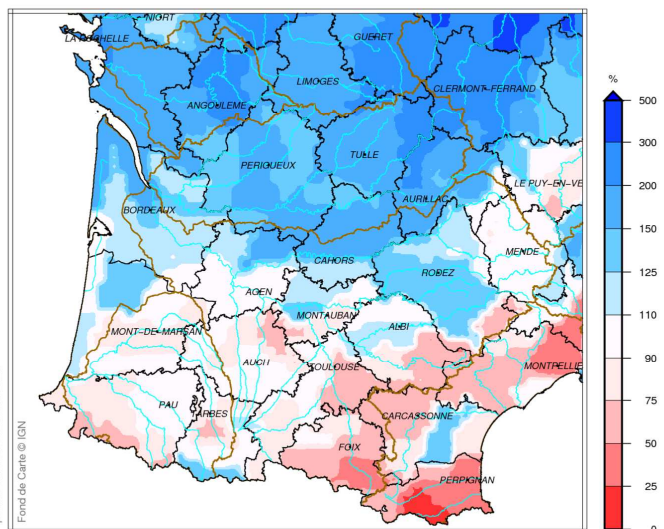 NIORT
LA ROCHELLE
GUERET
%
LIMOGES
CLERMONT-FERRAND
500
ANGOULEME
300
PERIGUEUX
TULLE
200
LE PUY-EN-VE
AURILLAC
150
BORDEAUX
125
MENDE
CAHORS
RODEZ
AGEN
110
MONTAUBAN
MONT-DE-MARSAN
ALBI
90
AUCH
TOULOUSE
MONTPELLIE
75
PAU
TARBES
CARCASSONNE
50
FOIX
25
PERPIGNAN
0
Fond de Carte © IGN